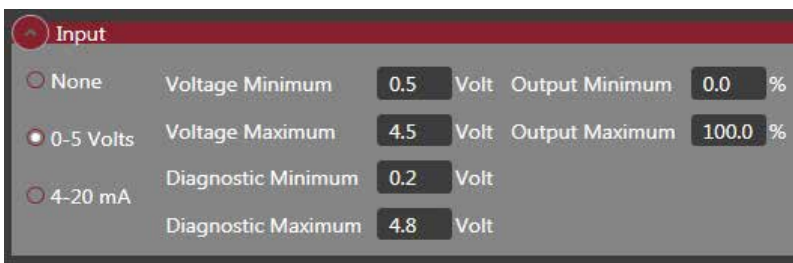 Input
None Voltage Minimum 0.5 Volt Output Minimum 0.0 %
0-5 Volts Voltage Maximum 4.5 Volt Output Maximum 100.0 %
Diagnostic Minimum 0.2 Volt
4-20 mA
Diagnostic Maximum 4.8 Volt